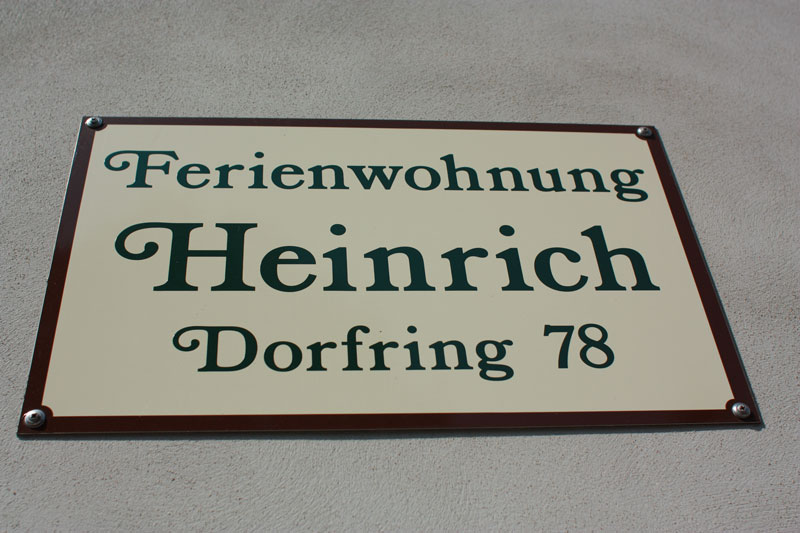 Ferienwohnung
Heinrich
Dorfring 78